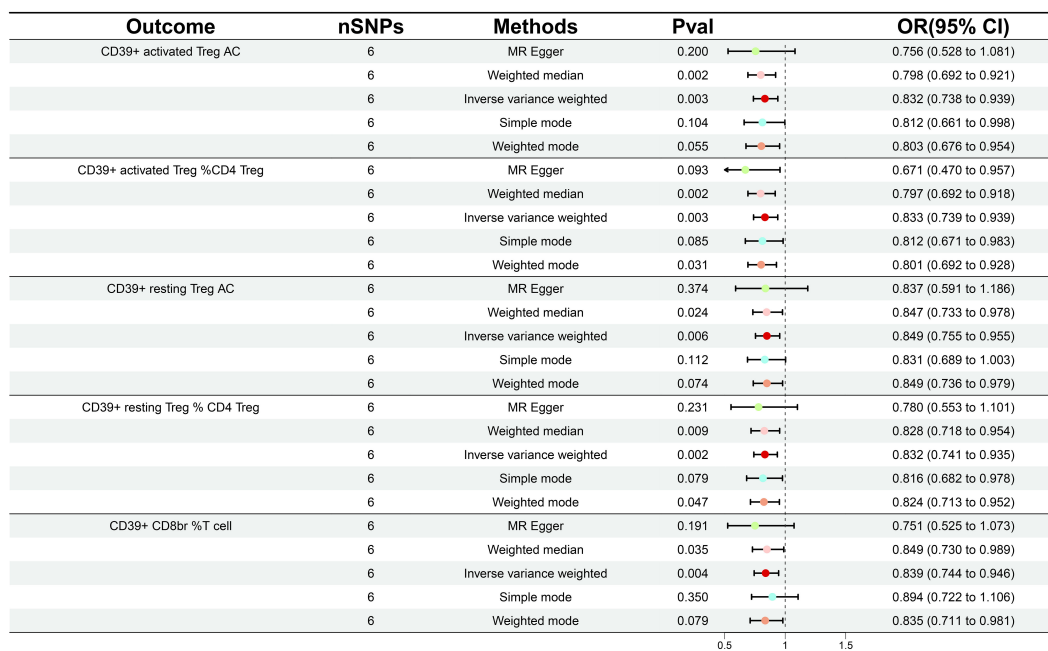 Outcome nSNPs Methods Pval OR(95% CI)
CD39+ activated Treg AC 6 MR Egger 0.200 0.756 (0.528 to 1.081)
6 Weighted median 0.002 0.798 (0.692 to 0.921)
6 Inverse variance weighted 0.003 0.832 (0.738 to 0.939)
6 Simple mode 0.104 0.812 (0.661 to 0.998)
6 Weighted mode 0.055 0.803 (0.676 to 0.954)
CD39+ activated Treg %CD4 Treg 6 MR Egger 0.093 0.671 (0.470 to 0.957)
6 Weighted median 0.002 0.797 (0.692 to 0.918)
6 Inverse variance weighted 0.003 0.833 (0.739 to 0.939)
6 Simple mode 0.085 0.812 (0.671 to 0.983)
6 Weighted mode 0.031 0.801 (0.692 to 0.928)
CD39+ resting Treg AC 6 MR Egger 0.374 0.837 (0.591 to 1.186)
6 Weighted median 0.024 0.847 (0.733 to 0.978)
6 Inverse variance weighted 0.006 0.849 (0.755 to 0.955)
6 Simple mode 0.112 0.831 (0.689 to 1.003)
6 Weighted mode 0.074 0.849 (0.736 to 0.979)
CD39+ resting Treg % CD4 Treg 6 MR Egger 0.231 0.780 (0.553 to 1.101)
6 Weighted median 0.009 0.828 (0.718 to 0.954)
6 Inverse variance weighted 0.002 0.832 (0.741 to 0.935)
6 Simple mode 0.079 0.816 (0.682 to 0.978)
6 Weighted mode 0.047 0.824 (0.713 to 0.952)
CD39+ CD8br %T cell 6 MR Egger 0.191 0.751 (0.525 to 1.073)
6 Weighted median 0.035 0.849 (0.730 to 0.989)
6 Inverse variance weighted 0.004 0.839 (0.744 to 0.946)
6 Simple mode 0.350 0.894 (0.722 to 1.106)
6 Weighted mode 0.079 0.835 (0.711 to 0.981)
0.5 1 1.5